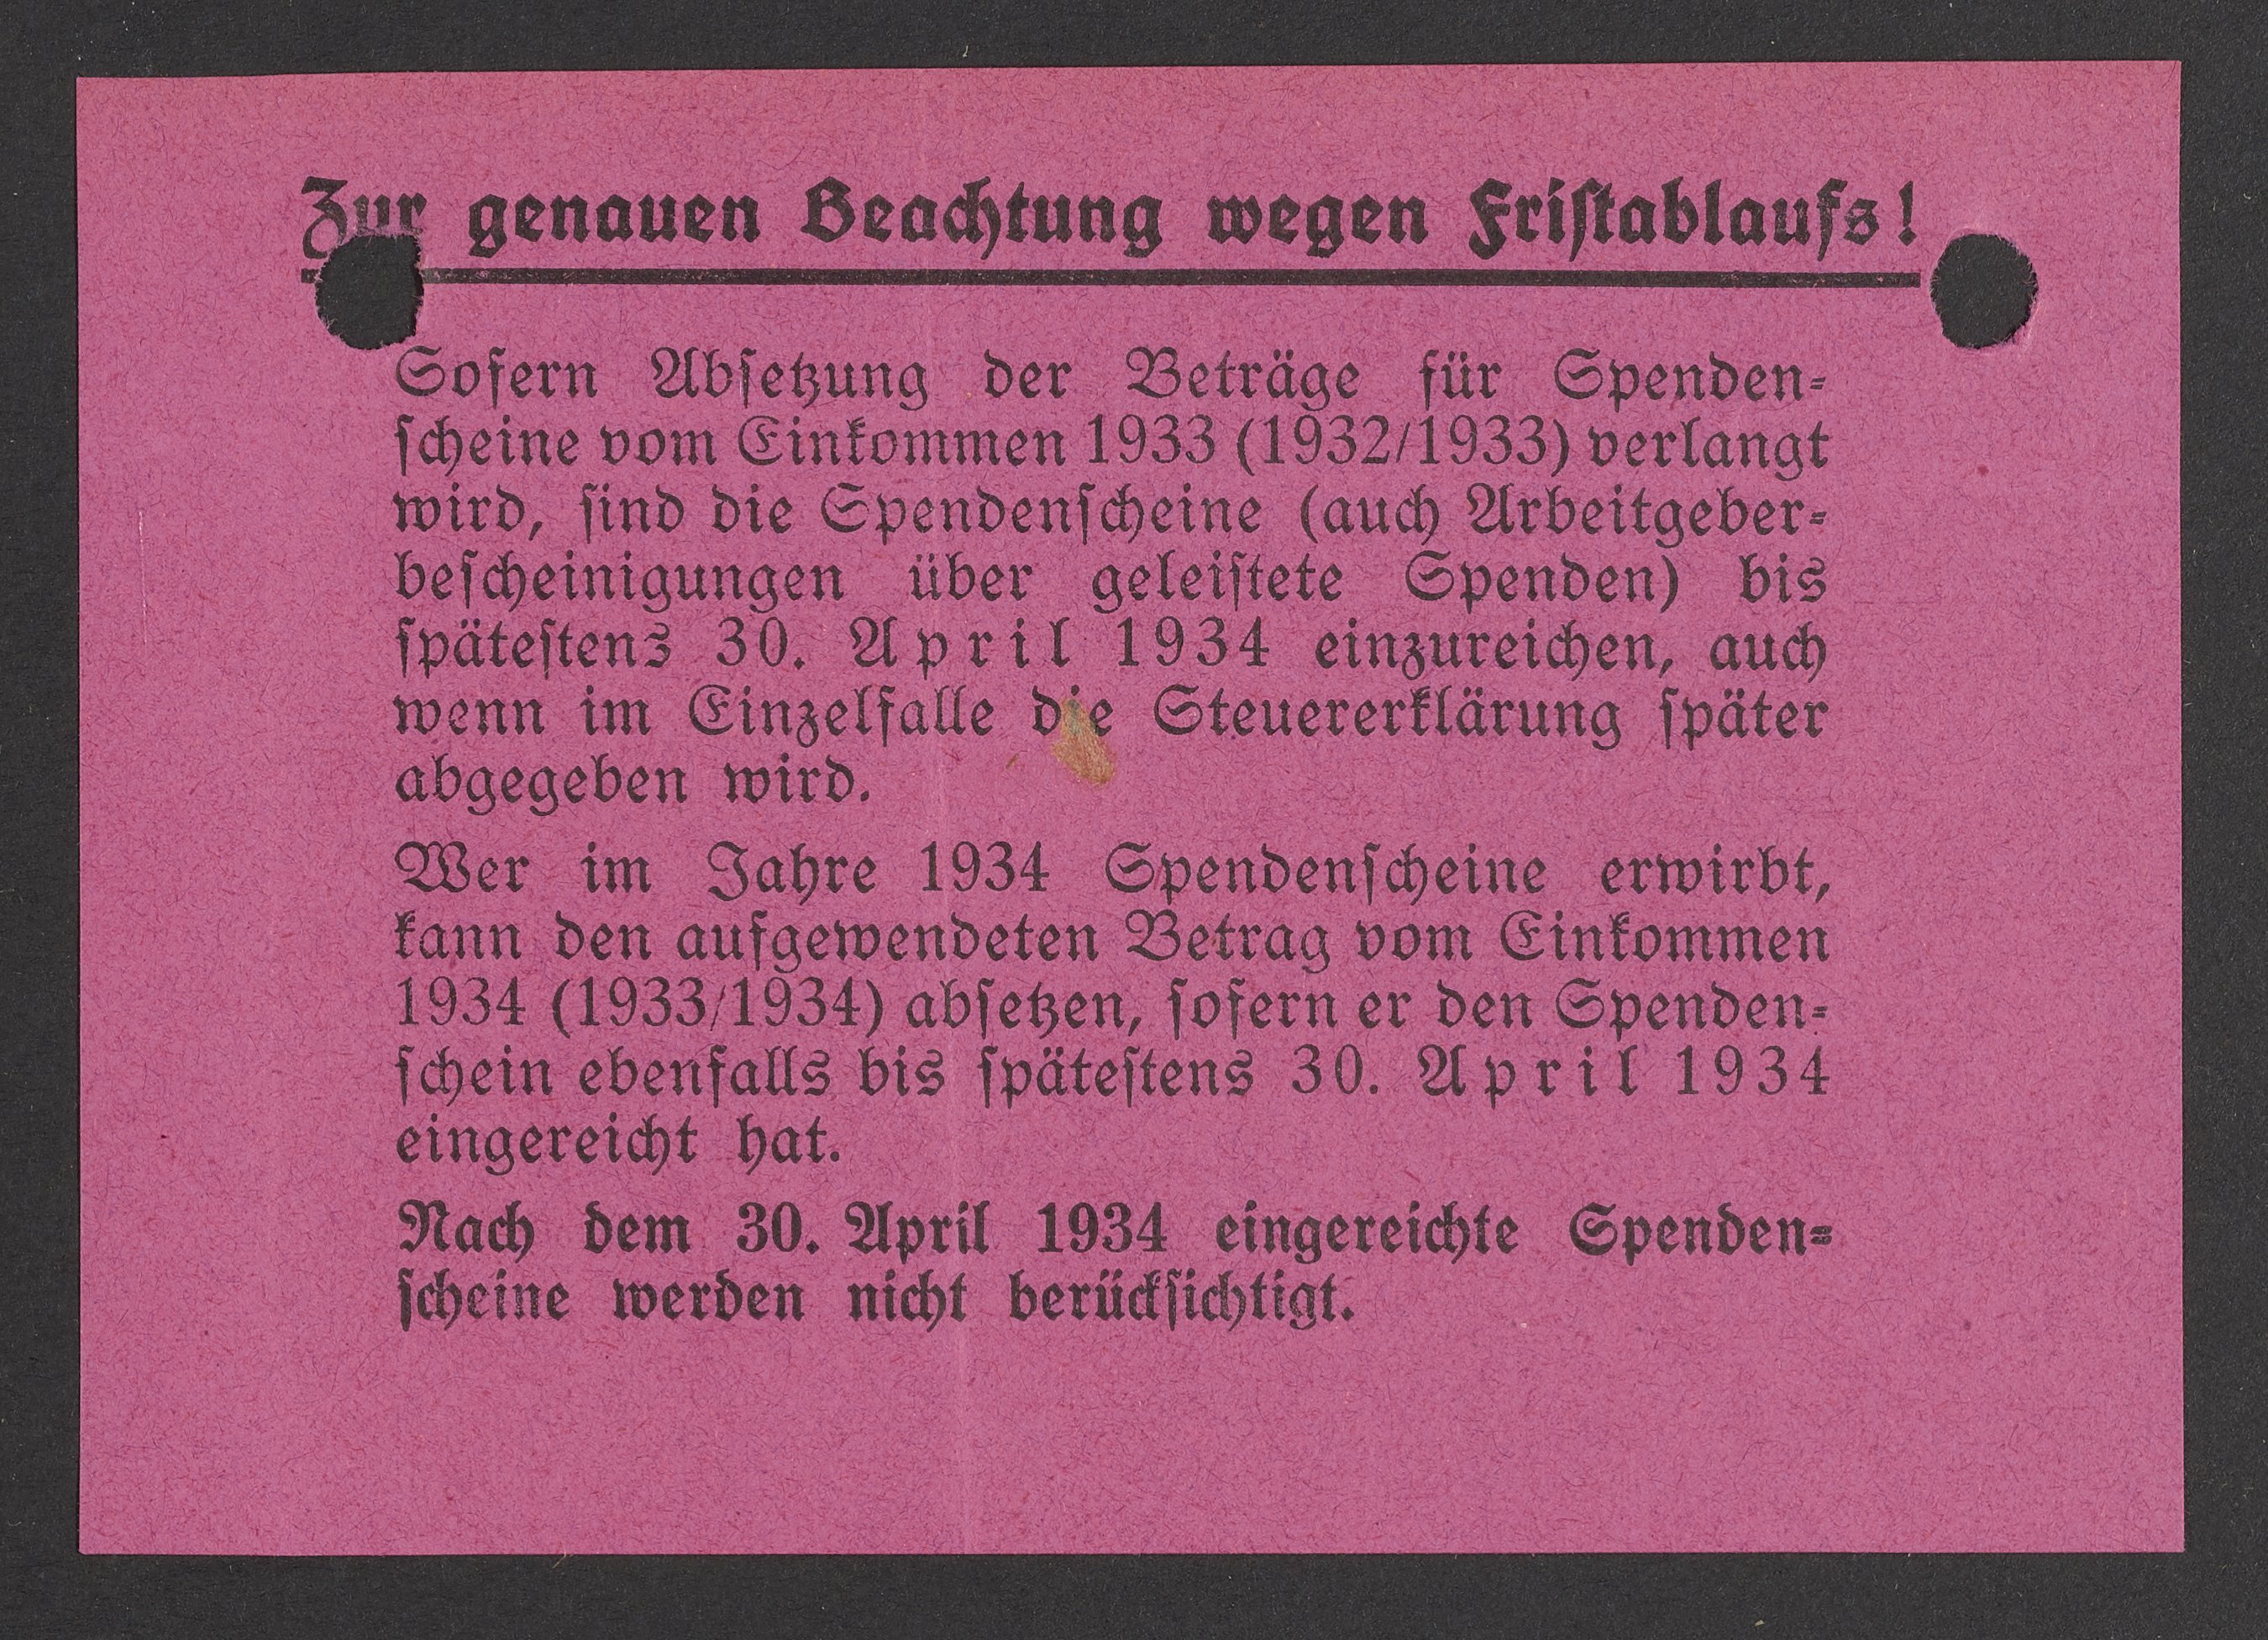 Zur genauen Beachtung wegen Fristablaufs!
Sofern Absetzung der Beträge für Spenden-
scheine vom Einkommen 1933 (1932/1933) verlangt
wird, sind die Spendenscheine (auch Arbeitgeber-
bescheinigungen über geleistete Spenden) bis
spätestens 30. April 1934 einzureichen, auch
wenn im Einzelfalle die Steuererklärung später
abgegeben wird.
Wer im Jahre 1934 Spendenscheine erwirbt,
kann den aufgewendeten Betrag vom Einkommen
1934 (1933/1934) absetzen, sofern er den Spenden-
schein ebenfalls bis spätestens 30. April 1934
eingereicht hat.
Nach dem 30. April 1934 eingereichte Spenden-
scheine werden nicht berücksichtigt.